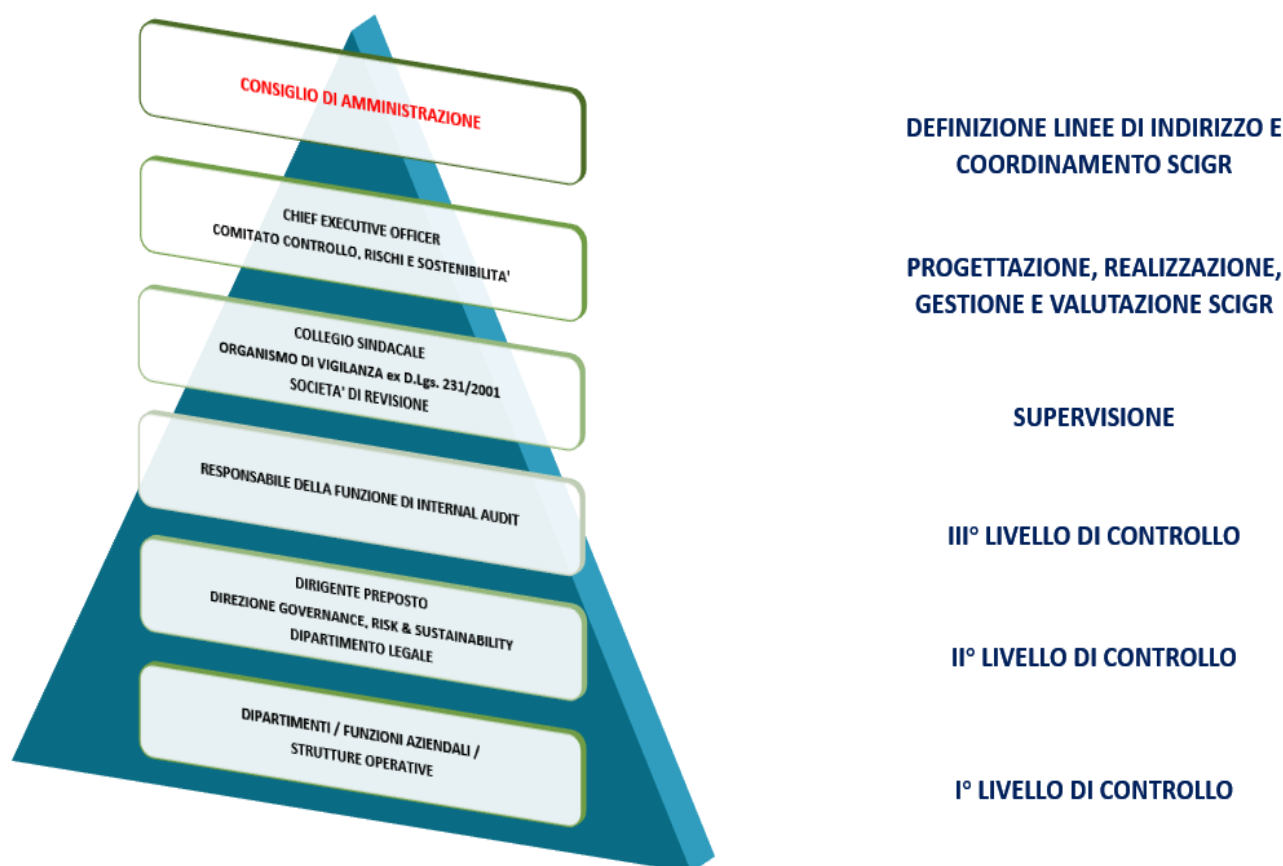 CONSIGLIO DI AMMINISTRAZIONE
DEFINIZIONE LINEE DI INDIRIZZO E
COORDINAMENTO SCIGR
CHIEF EXECUTIVE OFFICER
COMITATO CONTROLLO, RISCHI E SOSTENIBILITA'
PROGETTAZIONE, REALIZZAZIONE,
GESTIONE E VALUTAZIONE SCIGR
COLLEGIO SINDACALE
ORGANISMO DI VIGILANZA ex D.Lgs. 231/2001
SOCIETA' DI REVISIONE
SUPERVISIONE
RESPONSABILE DELLA FUNZIONE DI INTERNAL AUDIT
III° LIVELLO DI CONTROLLO
DIRIGENTE PREPOSTO
DIREZIONE GOVERNANCE, RISK & SUSTAINABILITY
DIPARTIMENTO LEGALE
II° LIVELLO DI CONTROLLO
DIPARTIMENTI / FUNZIONI AZIENDALI /
STRUTTURE OPERATIVE
I° LIVELLO DI CONTROLLO